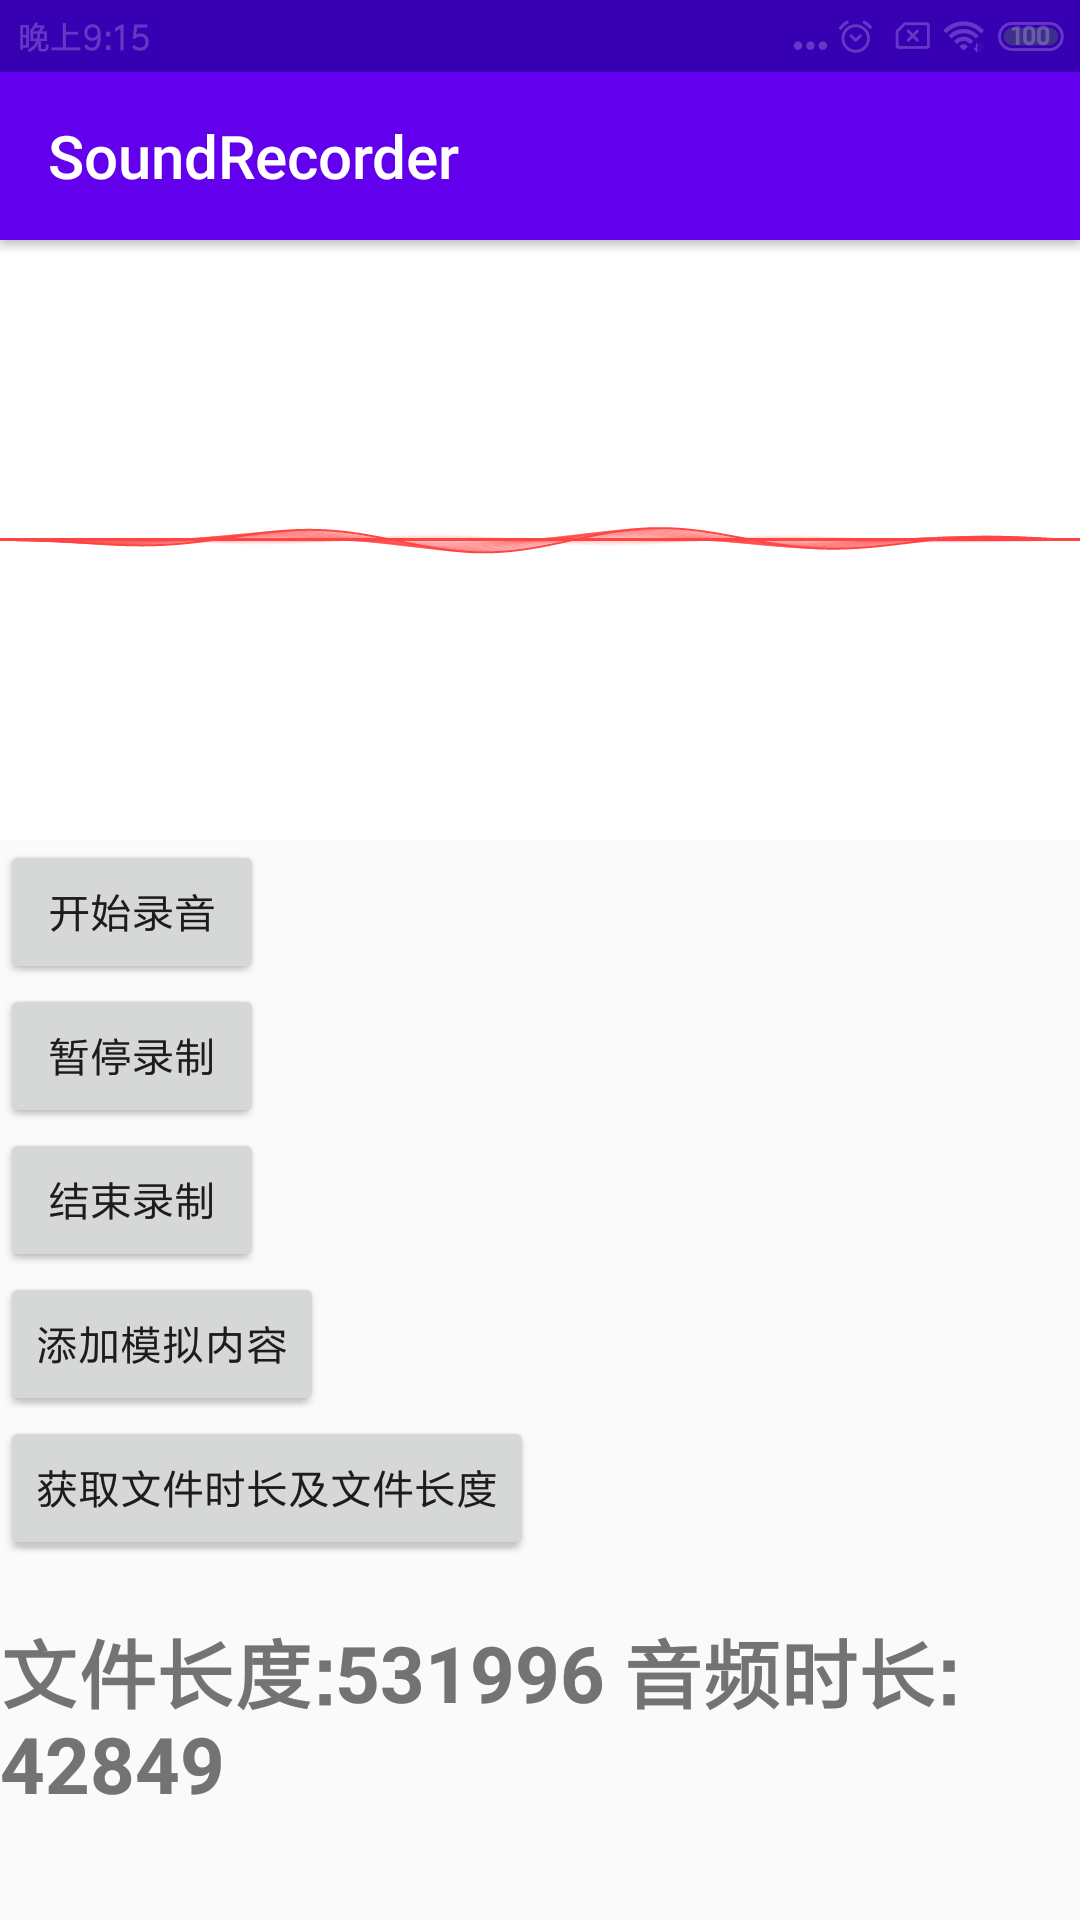 晚上9:15
100
SoundRecorder
开始录音
暂停录制
结束录制
添加模拟内容
获取文件时长及文件长度
文件长度:531996 音频时长:
42849